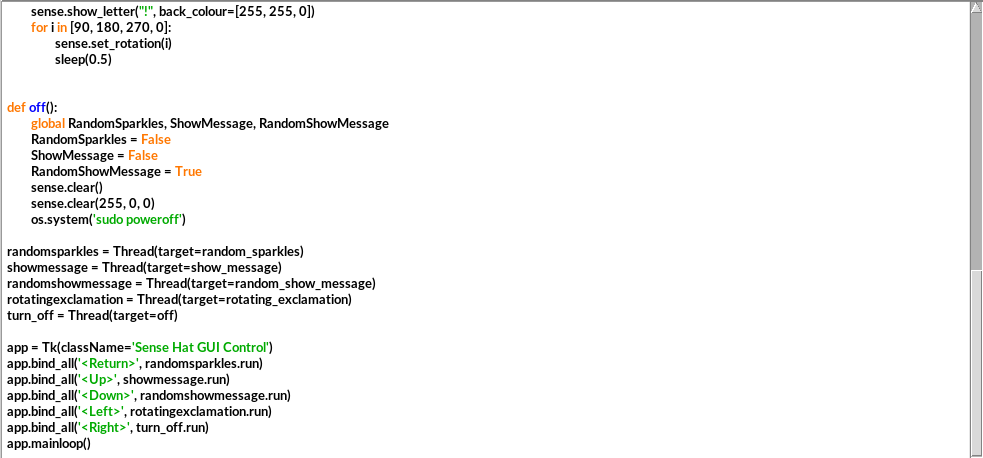 sense.show_letter("!", back_colour=[255, 255, 0])
for i in [90, 180, 270, 0]:
sense.set_rotation(i)
sleep(0.5)
def off():
global RandomSparkles, ShowMessage, RandomShowMessage
RandomSparkles = False
ShowMessage = False
RandomShowMessage = True
sense.clear()
sense.clear(255, 0, 0)
os.system('sudo poweroff')
randomsparkles = Thread(target=random_sparkles)
showmessage = Thread(target=show_message)
randomshowmessage = Thread(target=random_show_message)
rotatingexclamation = Thread(target=rotating_exclamation)
turn_off = Thread(target=off)
app = Tk(className='Sense Hat GUI Control')
app.bind_all('<Return>', randomsparkles.run)
app.bind_all('<Up>', showmessage.run)
app.bind_all('<Down>', randomshowmessage.run)
app.bind_all('<Left>', rotatingexclamation.run)
app.bind_all('<Right>', turn_off.run)
app.mainloop()